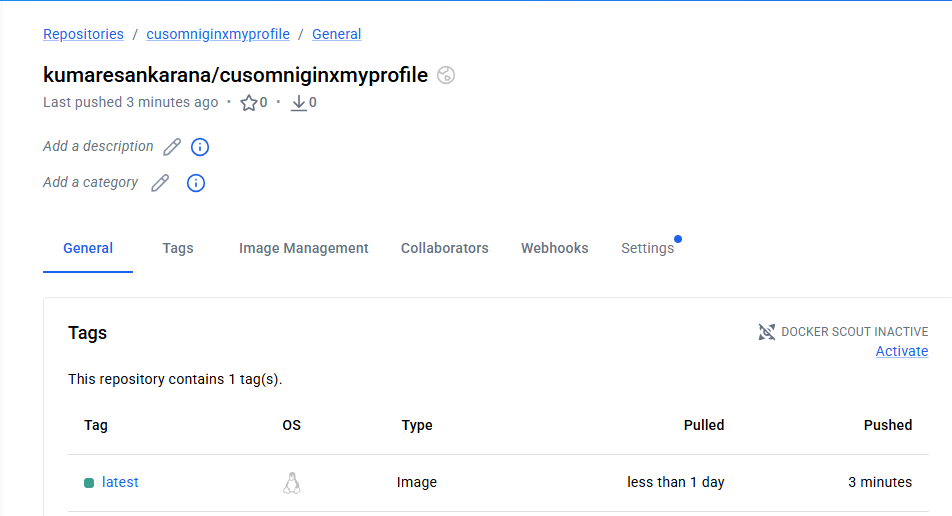 Repositories / cusomniginxmyprofile / General
kumaresankarana/cusomniginxmyprofile
Last pushed 3 minutes ago • 0 • 0
Add a description
Add a category
General Tags Image Management Collaborators Webhooks Settings
Tags
DOCKER SCOUT INACTIVE
Activate
This repository contains 1 tag(s).
Tag OS Type Pulled Pushed
latest Image less than 1 day 3 minutes